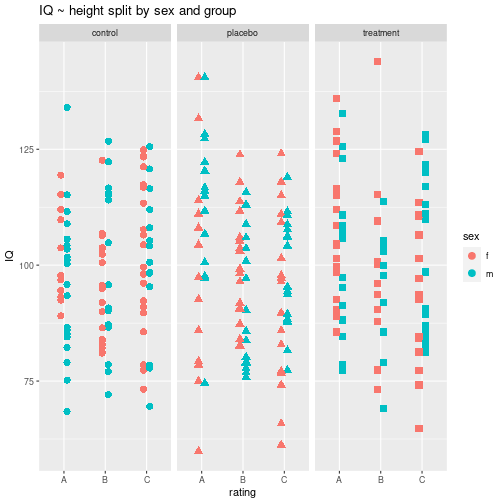 IQ ~ height split by sex and group
control placebo treatment
125
100
75
IQ
A B C A B C A B C
rating
sex
f
m